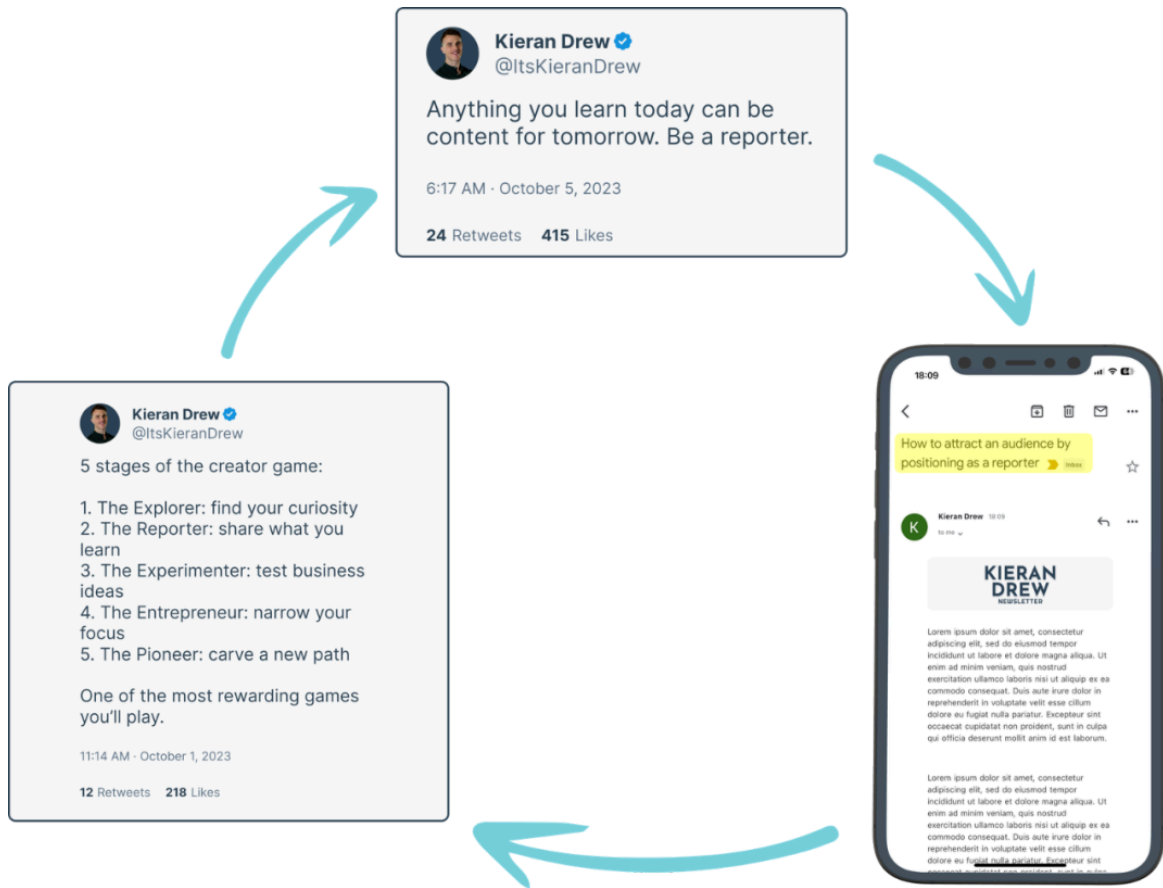 Kieran Drew
@ItsKieranDrew
Anything you learn today can be
content for tomorrow. Be a reporter.
6:17 AM · October 5, 2023
24 Retweets 415 Likes
Kieran Drew
@ItsKieranDrew
5 stages of the creator game:
1. The Explorer: find your curiosity
2. The Reporter: share what you
learn
3. The Experimenter: test business
ideas
4. The Entrepreneur: narrow your
focus
5. The Pioneer: carve a new path
One of the most rewarding games
you'll play.
11:14 AM · October 1, 2023
12 Retweets 218 Likes
18:09
How to attract an audience by
positioning as a reporter Inbox
K
Kieran Drew 18:09
to me
KIERAN
DREW
NEWSLETTER
Lorem ipsum dolor sit amet, consectetur
adipiscing elit, sed do eiusmod tempor
incididunt ut labore et dolore magna aliqua. Ut
enim ad minim veniam, quis nostrud
exercitation ullamco laboris nisi ut aliquip ex ea
commodo consequat. Duis aute irure dolor in
reprehenderit in voluptate velit esse cillum
dolore eu fugiat nulla pariatur. Excepteur sint
occaecat cupidatat non proident, sunt in culpa
qui officia deserunt mollit anim id est laborum.
Lorem ipsum dolor sit amet, consectetur
adipiscing elit, sed do eiusmod tempor
incididunt ut labore et dolore magna aliqua. Ut
enim ad minim veniam, quis nostrud
exercitation ullamco laboris nisi ut aliquip ex ea
commodo consequat. Duis aute irure dolor in
reprehenderit in voluptate velit esse cillum
dolore eu fugiat nulla pariatur. Excepteur sint